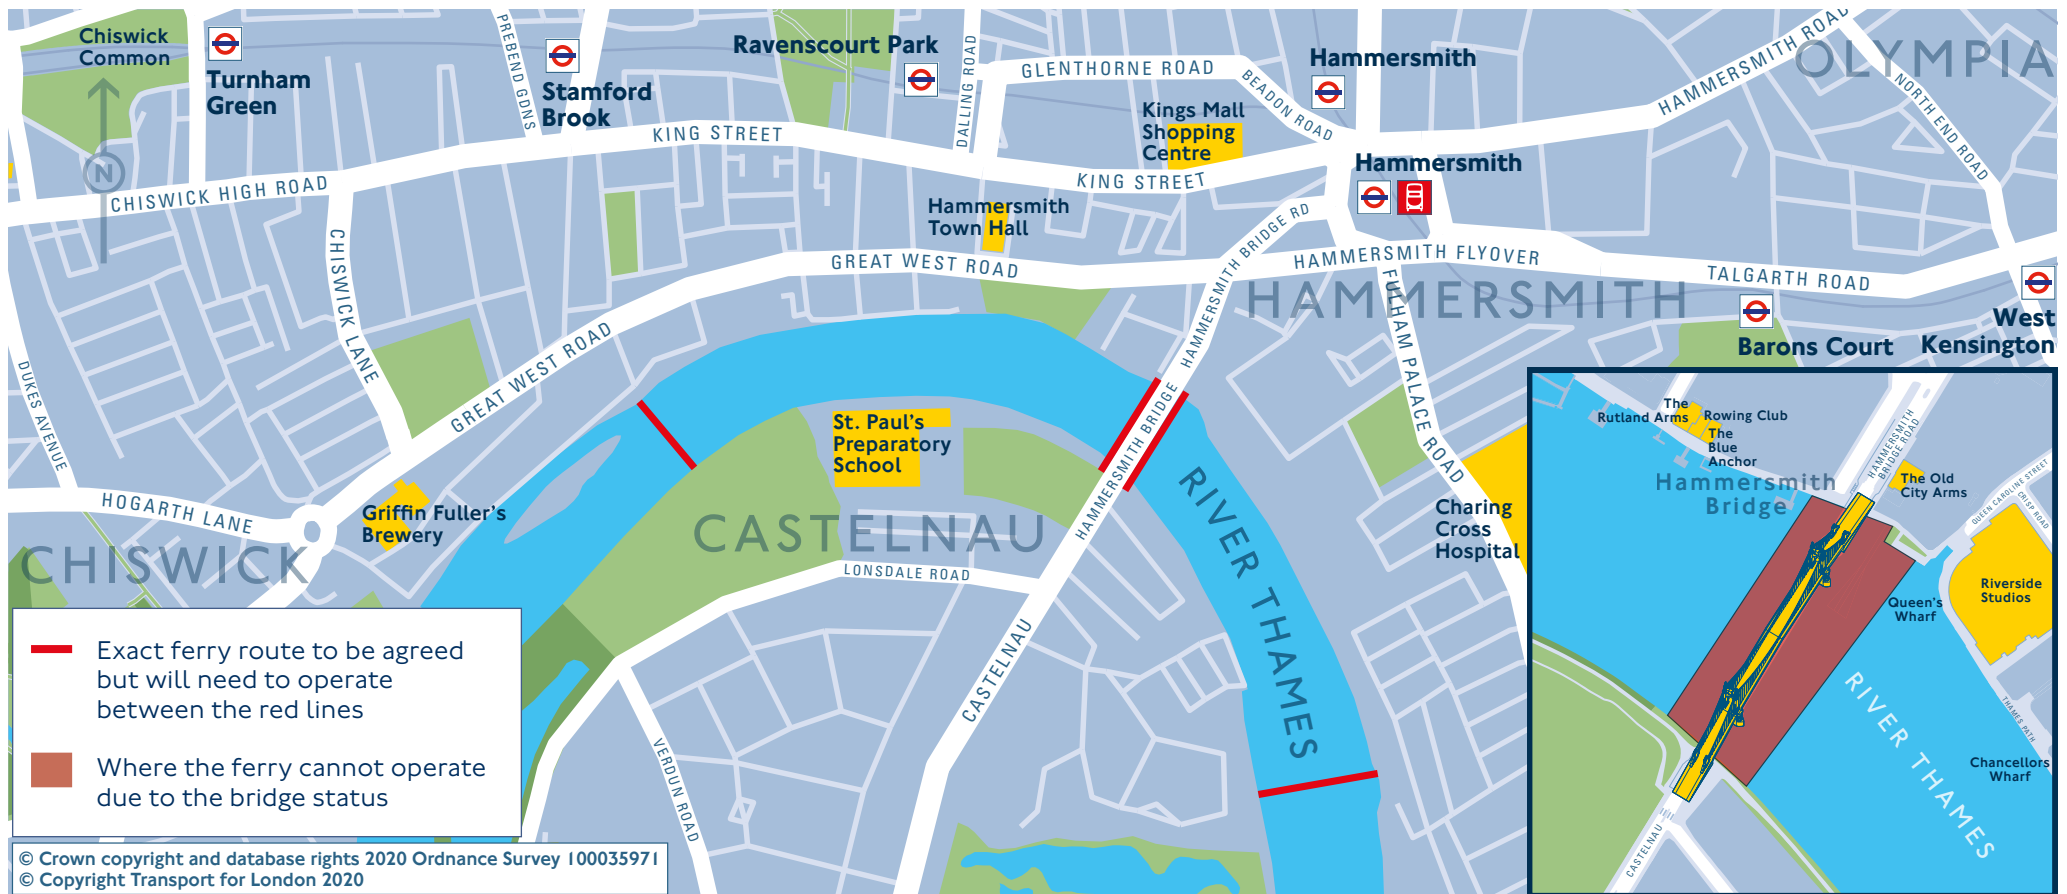 Chiswick
Common
Turnham
Green
PREBEND GDNS
Stamford
Brook
Ravenscourt Park
DALLING ROAD
GLENTHORNE ROAD
BEADON ROAD
Hammersmith
HAMMERSMITH ROAD
OLYMPIA
NORTH END ROAD
Kings Mall
Shopping
Centre
KING STREET
KING STREET
Hammersmith
N
CHISWICK HIGH ROAD
Hammersmith
Town Hall
HAMMERSMITH BRIDGE RD
CHISWICK LANE
GREAT WEST ROAD
HAMMERSMITH FLYOVER
TALGARTH ROAD
HAMMERSMITH
FULHAM PALACE ROAD
West
Kensington
Barons Court
DUKES AVENUE
GREAT WEST ROAD
HAMMERSMITH BRIDGE
St. Paul's
Preparatory
School
HOGARTH LANE
Griffin Fuller's
Brewery
CHISWICK
CASTELNAU
HAMMERSMITH BRIDGE
RIVER THAMES
Charing
Cross
Hospital
LONSDALE ROAD
CASTELNAU
VERDUN ROAD
Exact ferry route to be agreed
but will need to operate
between the red lines
Where the ferry cannot operate
due to the bridge status
© Crown copyright and database rights 2020 Ordnance Survey 100035971
© Copyright Transport for London 2020
The
Rutland Arms
Rowing Club
The
Blue
Anchor
HAMMERSMITH
BRIDGE ROAD
Hammersmith
Bridge
The Old
City Arms
QUEEN CAROLINE STREET
CRISP ROAD
Riverside
Studios
Queen's
Wharf
RIVER THAMES
THAMES PATH
Chancellors
Wharf
CASTELNAU